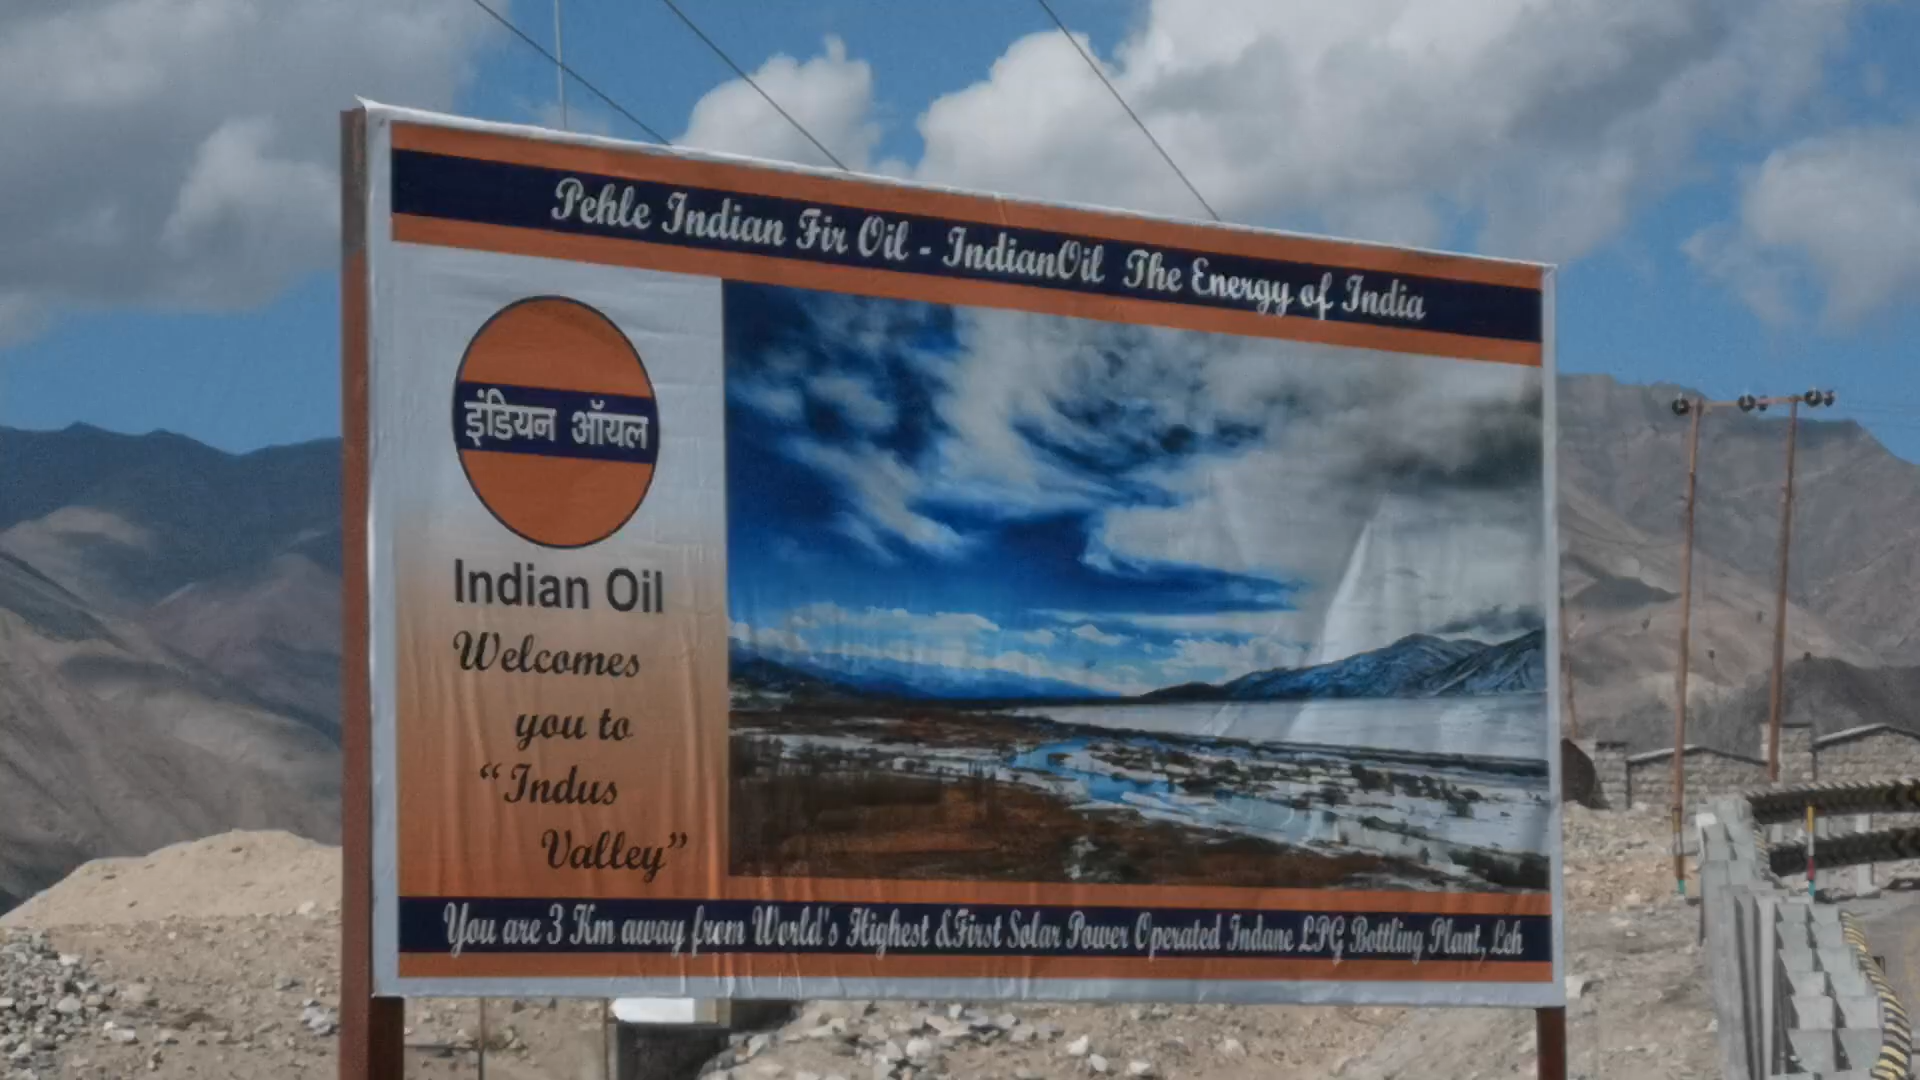 Pehle Indian Fir Oil - IndianOil The Energy of India
इंडियन ऑयल
Indian Oil
Welcomes
you to
“Indus
Valley”
You are 3 Km away from World's Highest &First Solar Power Operated Indane LPG Bottling Plant, Leh